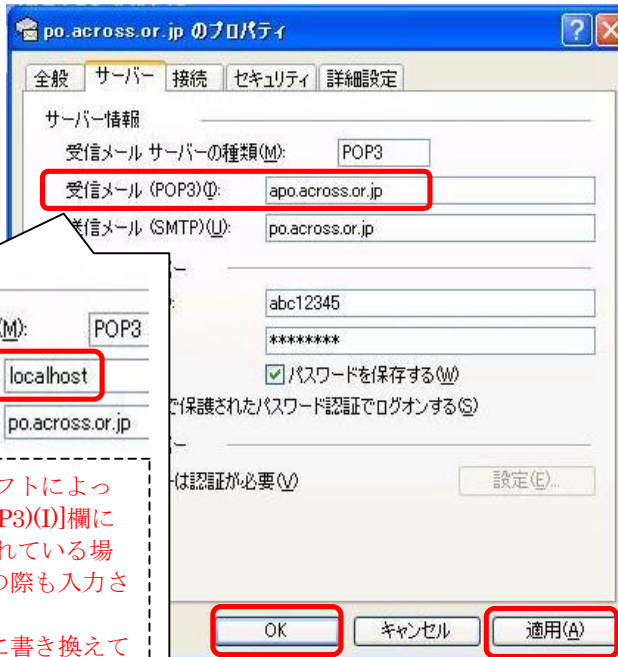 po.across.or.jp のプロパティ
全般 サーバー 接続 セキュリティ 詳細設定
サーバー情報
受信メール サーバーの種類(M): POP3
受信メール (POP3)(I): apo.across.or.jp
送信メール (SMTP)(U): po.across.or.jp
abc12345
(M): POP3
********
localhost
パスワードを保存する(W)
po.across.or.jp
で保護されたパスワード認証でログオンする(S)
フトによっ
は認証が必要(V) 設定(E)...
P3)(I)]欄に
れている場
の際も入力さ
OK キャンセル 適用(A)
に書き換えて